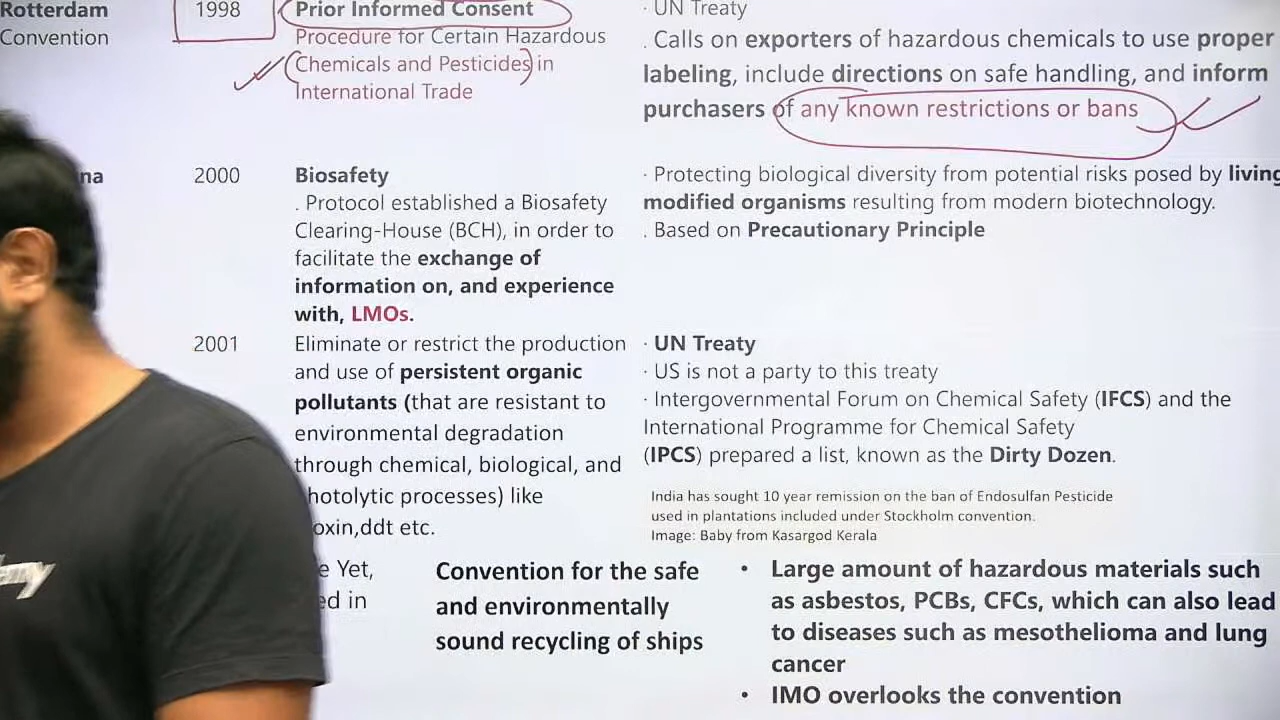 Rotterdam 1998 Prior Informed Consent · UN Treaty
Convention Procedure for Certain Hazardous . Calls on exporters of hazardous chemicals to use proper
Chemicals and Pesticides in labeling, include directions on safe handling, and inform
International Trade purchasers of any known restrictions or bans
na 2000 Biosafety · Protecting biological diversity from potential risks posed by living
. Protocol established a Biosafety modified organisms resulting from modern biotechnology.
Clearing-House (BCH), in order to . Based on Precautionary Principle
facilitate the exchange of
information on, and experience
with, LMOs.
2001 Eliminate or restrict the production · UN Treaty
and use of persistent organic · US is not a party to this treaty
pollutants (that are resistant to · Intergovernmental Forum on Chemical Safety (IFCS) and the
environmental degradation International Programme for Chemical Safety
through chemical, biological, and (IPCS) prepared a list, known as the Dirty Dozen.
hotolytic processes) like India has sought 10 year remission on the ban of Endosulfan Pesticide
oxin,ddt etc. used in plantations included under Stockholm convention.
Image: Baby from Kasargod Kerala
e Yet, Convention for the safe • Large amount of hazardous materials such
ed in and environmentally as asbestos, PCBs, CFCs, which can also lead
sound recycling of ships to diseases such as mesothelioma and lung
cancer
• IMO overlooks the convention